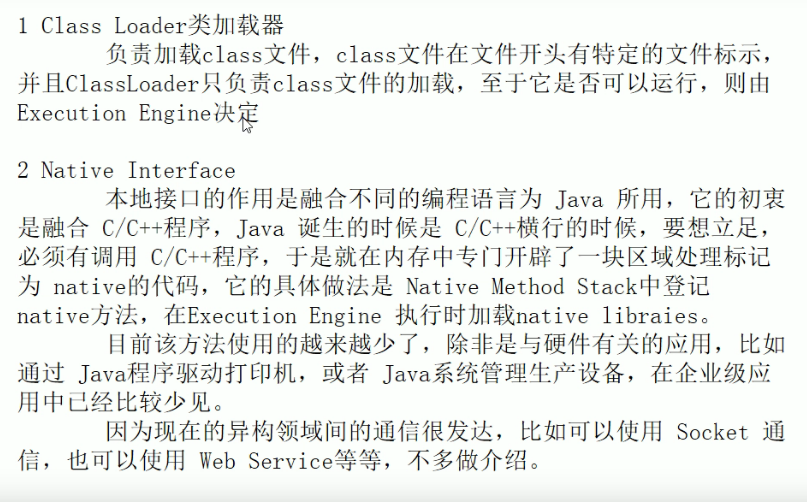 1 Class Loader类加载器
负责加载class文件，class文件在文件开头有特定的文件标示，
并且ClassLoader只负责class文件的加载，至于它是否可以运行，则由
Execution Engine决定
2 Native Interface
本地接口的作用是融合不同的编程语言为 Java 所用，它的初衷
是融合 C/C++程序，Java 诞生的时候是 C/C++横行的时候，要想立足，
必须有调用 C/C++程序，于是就在内存中专门开辟了一块区域处理标记
为 native的代码，它的具体做法是 Native Method Stack中登记
native方法，在Execution Engine 执行时加载native libraies。
目前该方法使用的越来越少了，除非是与硬件有关的应用，比如
通过 Java程序驱动打印机，或者 Java系统管理生产设备，在企业级应
用中已经比较少见。
因为现在的异构领域间的通信很发达，比如可以使用 Socket 通
信，也可以使用 Web Service等等，不多做介绍。